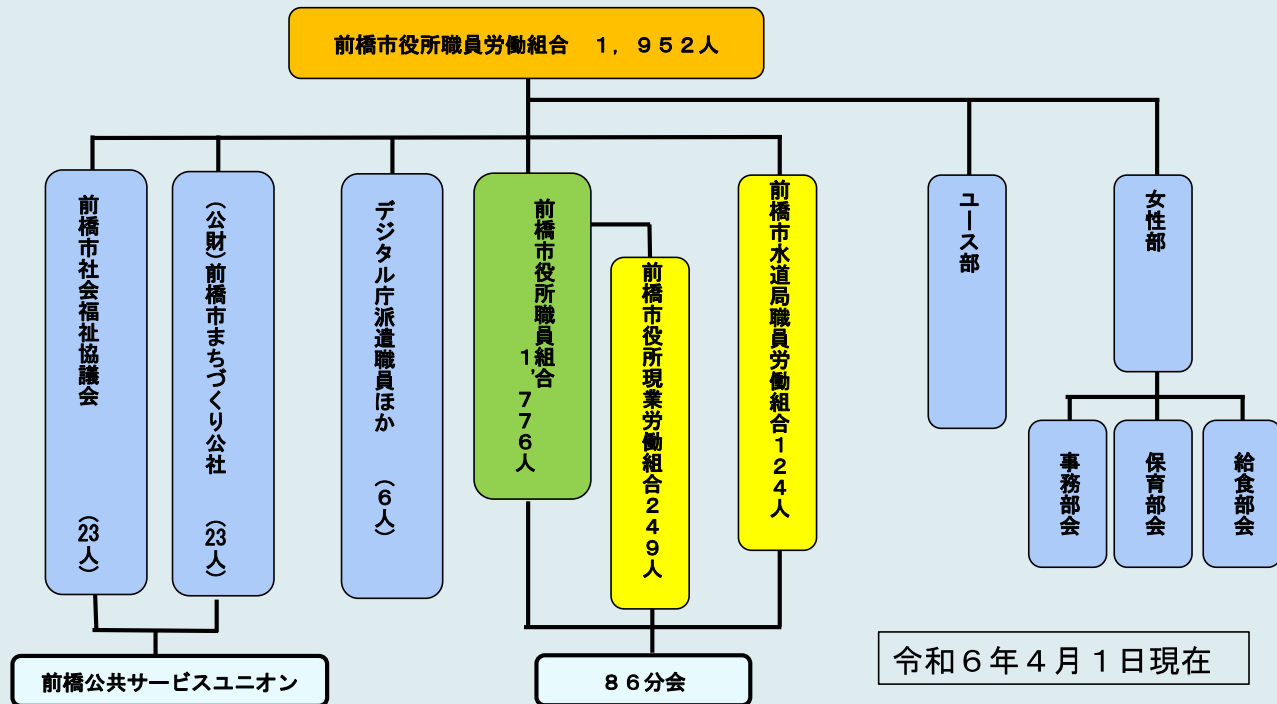 前橋市役所職員労働組合　１，９５２人
前橋市社会福祉協議会　（23人）
（公財）前橋市まちづくり公社　（23人）
デジタル庁派遣職員ほか　（６人）
前橋市役所職員組合
１，７７６人
前橋市役所現業労働組合２４９人
前橋市水道局職員労働組合１２４人
ユース部
女性部
事務部会
保育部会
給食部会
前橋公共サービスユニオン
８６分会
令和６年４月１日現在